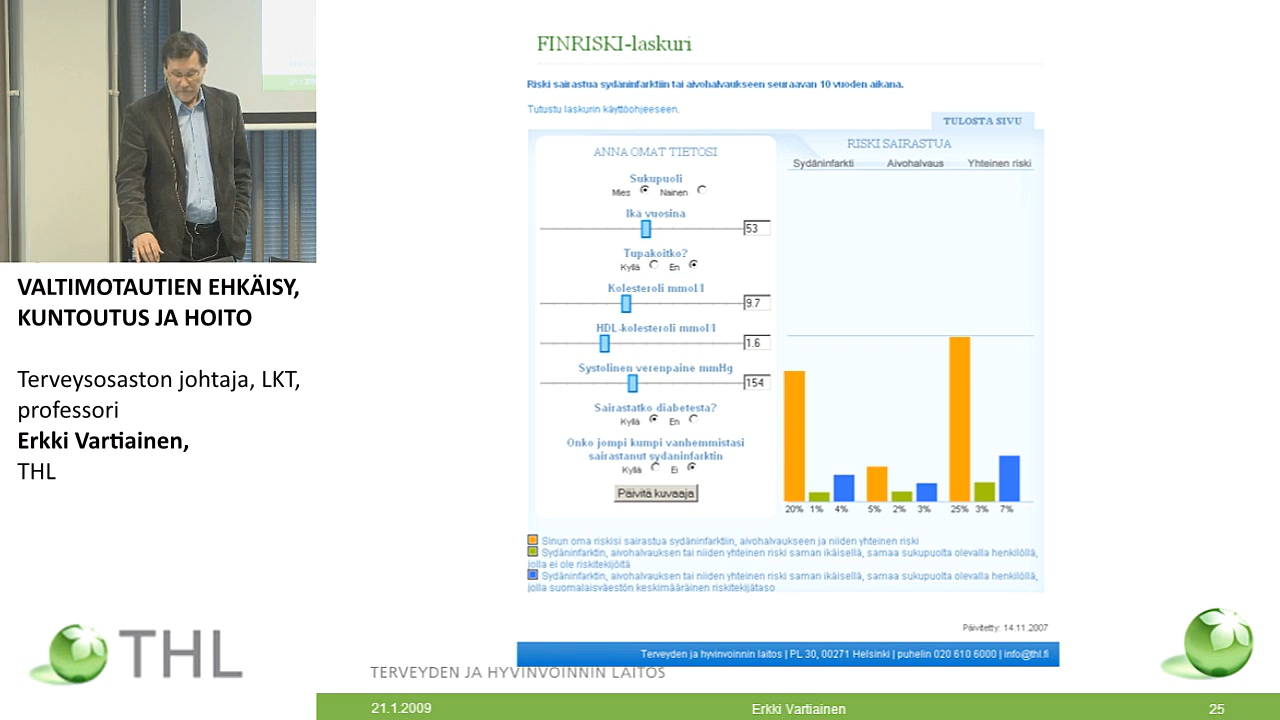 VALTIMOTAUTIEN EHKÄISY,
KUNTOUTUS JA HOITO
Terveysosaston johtaja, LKT,
professori
Erkki Vartiainen,
THL
THL
FINRISKI-laskuri
Riski sairastua sydäninfarktiin tai aivohalvaukseen seuraavan 10 vuoden aikana.
Tutustu laskurin käyttöohjeeseen.
TULOSTA SIVU
ANNA OMAT TIETOSI
Sukupuoli
Mies Nainen
Ikä vuosina
53
Tupakoitko?
Kyllä En
Kolesteroli mmol/l
9.7
HDL-kolesteroli mmol/l
1.6
Systolinen verenpaine mmHg
154
Sairastatko diabetesta?
Kyllä En
Onko jompi kumpi vanhemmistasi
sairastanut sydäninfarktin
Kyllä Ei
Päivitä kuvaaja
RISKI SAIRASTUA
Sydäninfarkti Aivohalvaus Yhteinen riski
20% 1% 4% 5% 2% 3% 25% 3% 7%
Sinun oma riskisi sairastua sydäninfarktiin, aivohalvaukseen ja niiden yhteinen riski
Sydäninfarktin, aivohalvauksen tai niiden yhteinen riski saman ikäisellä, samaa sukupuolta olevalla henkilöllä,
jolla ei ole riskitekijöitä
Sydäninfarktin, aivohalvauksen tai niiden yhteinen riski saman ikäisellä, samaa sukupuolta olevalla henkilöllä,
jolla suomalaisväestön keskimääräinen riskitekijätaso
Päivitetty: 14.11.2007
Terveyden ja hyvinvoinnin laitos | PL 30, 00271 Helsinki | puhelin 020 610 6000 | info@thl.fi
TERVEYDEN JA HYVINVOINNIN LAITOS
21.1.2009 Erkki Vartiainen 25